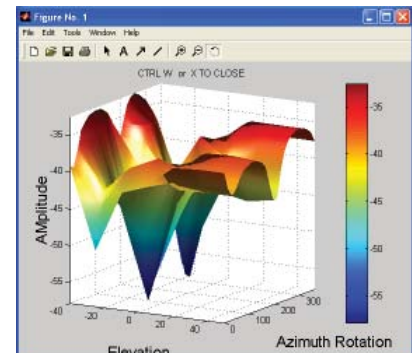 Figure No. 1
File Edit Tools Window Help
A
CTRL W or X TO CLOSE
-35
-40
-45
-50
-55
-40
-20
0
20
40
0
100
200
300
AMplitude
Elevation
Azimuth Rotation
-35
-40
-45
-50
-55